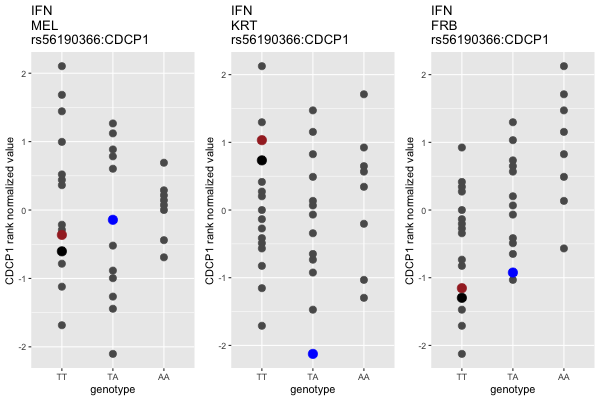 IFN
MEL
rs56190366:CDCP1
CDCP1 rank normalized value
2
1
0
-1
-2
TT
TA
AA
genotype
IFN
KRT
rs56190366:CDCP1
CDCP1 rank normalized value
2
1
0
-1
-2
TT
TA
AA
genotype
IFN
FRB
rs56190366:CDCP1
CDCP1 rank normalized value
2
1
0
-1
-2
TT
TA
AA
genotype